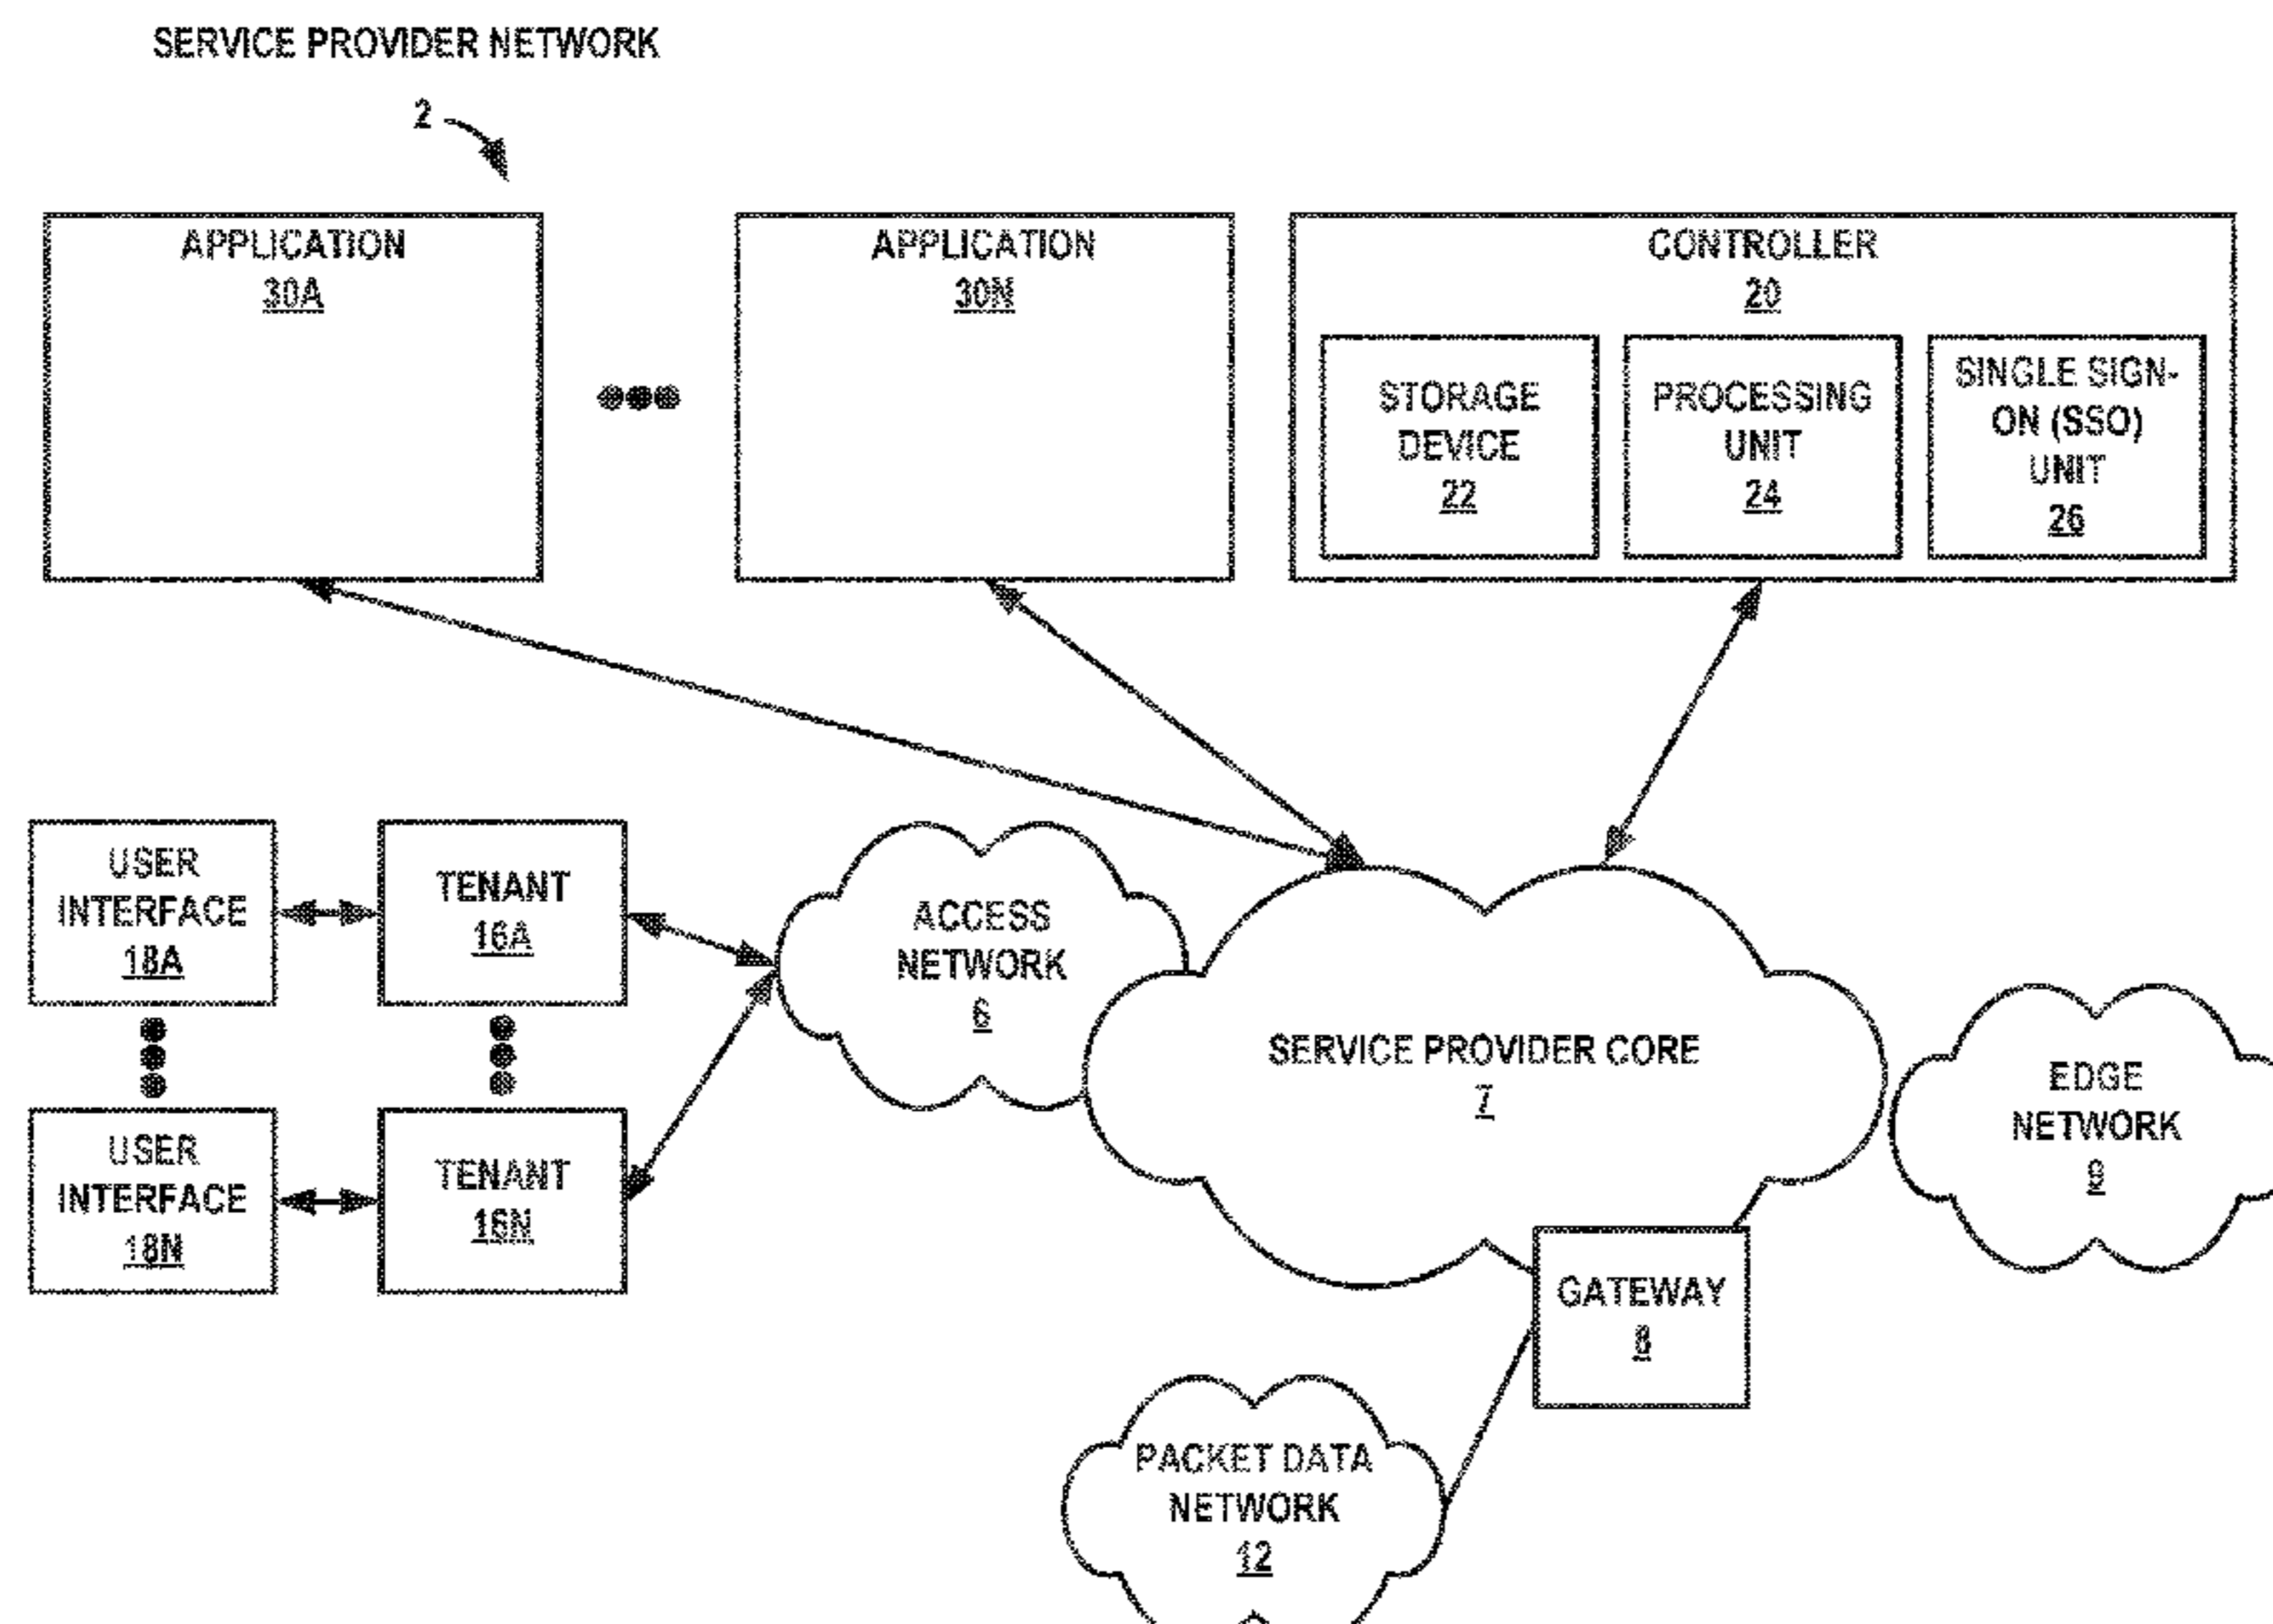 SERVICE PROVIDER NETWORK
2
APPLICATION
30A
APPLICATION
30N
CONTROLLER
20
STORAGE
DEVICE
22
PROCESSING
UNIT
24
SINGLE SIGN-
ON (SSO)
UNIT
26
USER
INTERFACE
18A
TENANT
16A
ACCESS
NETWORK
6
SERVICE PROVIDER CORE
7
EDGE
NETWORK
9
USER
INTERFACE
18N
TENANT
16N
GATEWAY
8
PACKET DATA
NETWORK
12